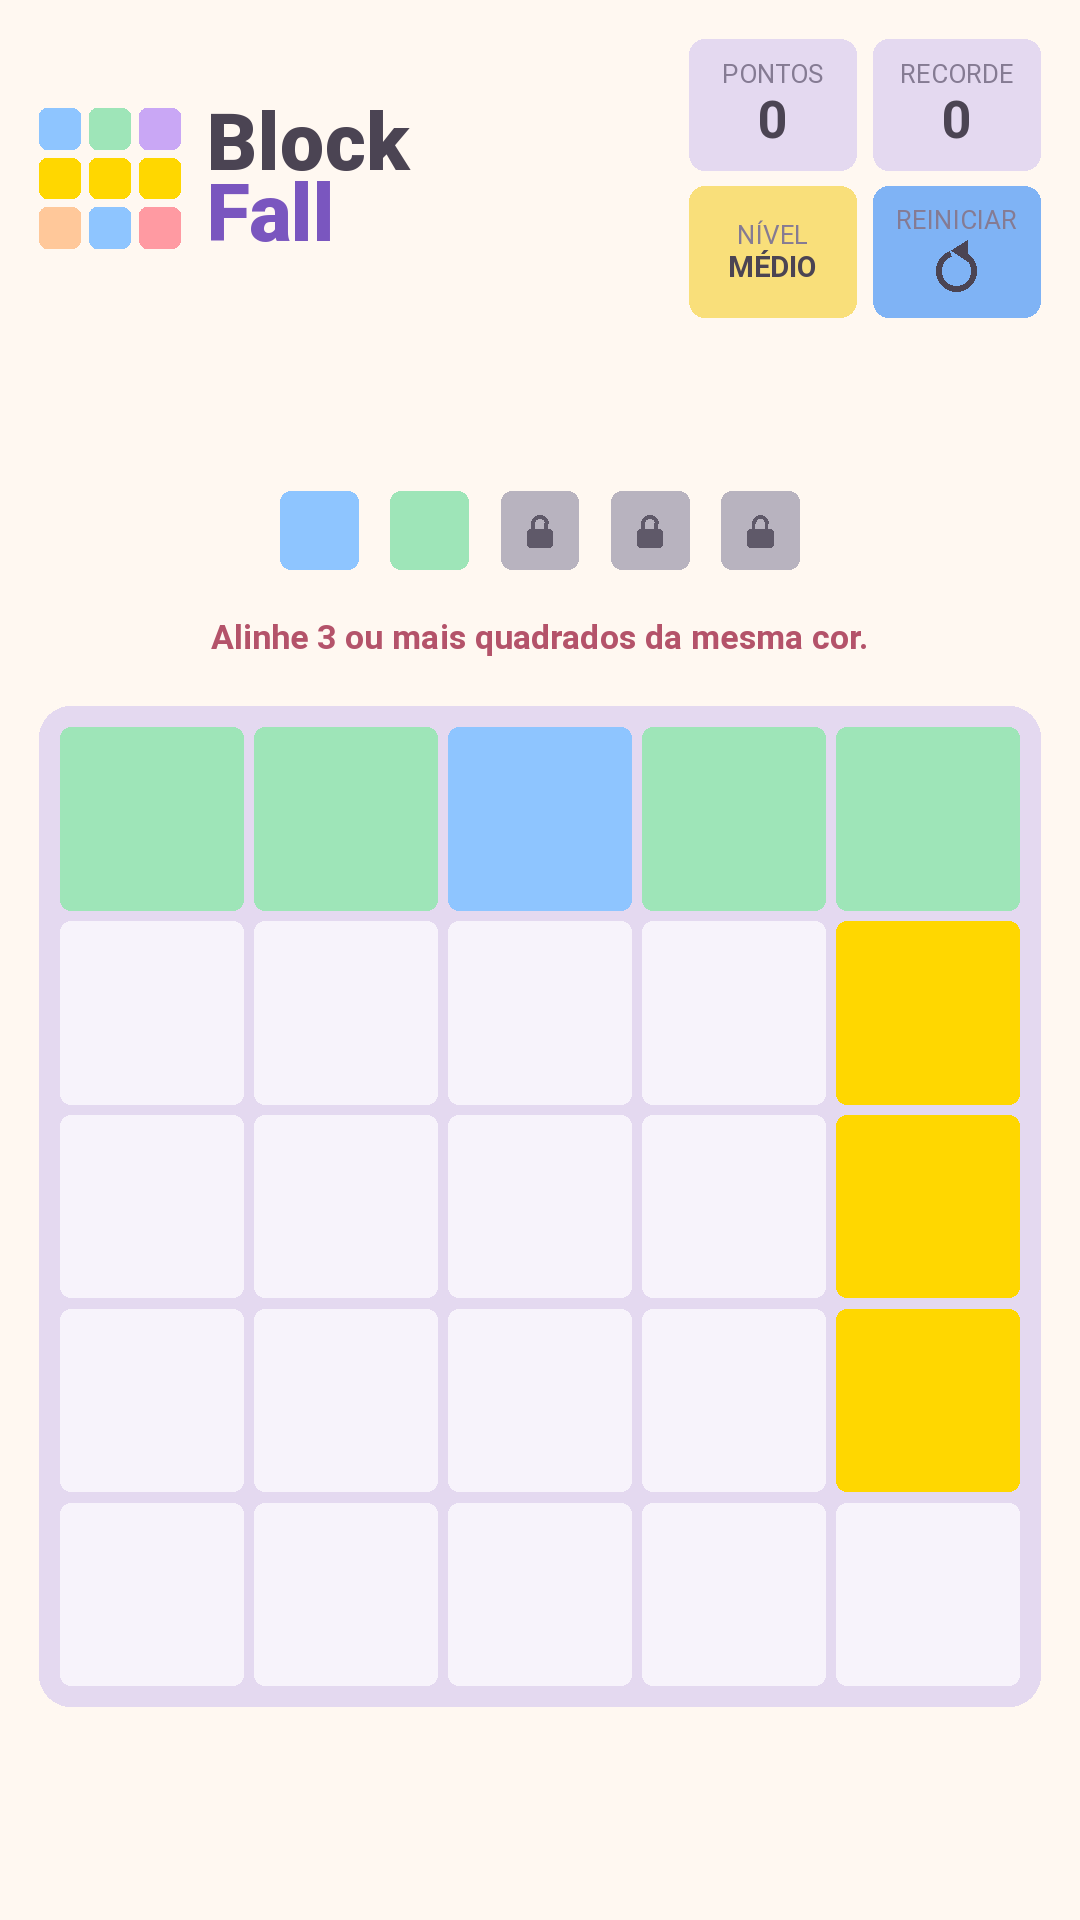 Block
Fall
PONTOS
0
RECORDE
0
NÍVEL
MÉDIO
REINICIAR
Alinhe 3 ou mais quadrados da mesma cor.